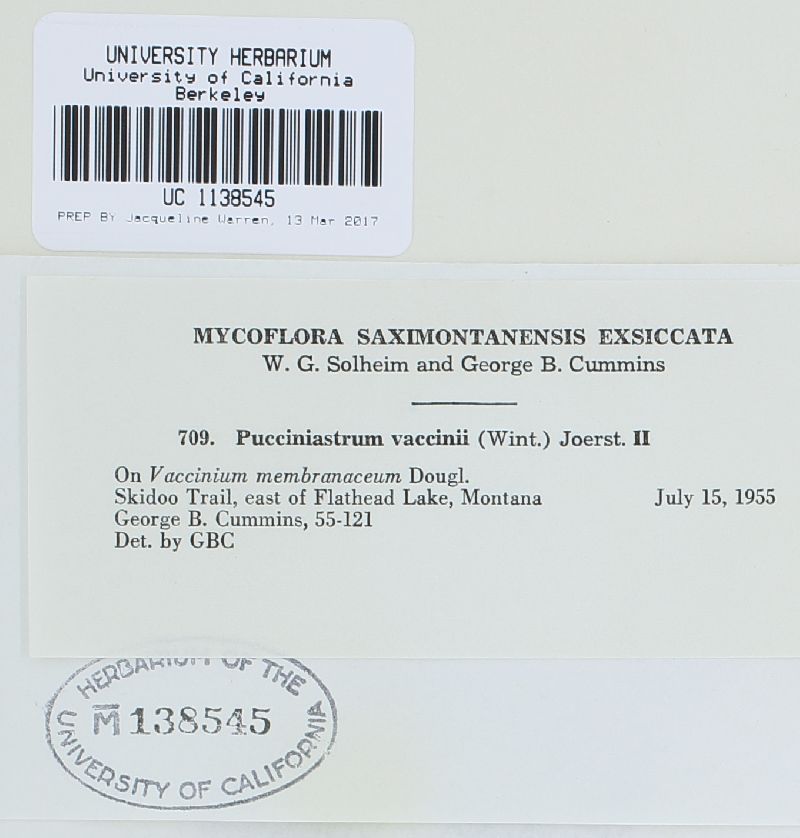 UNIVERSITY HERBARIUM
University of California
Berkeley
UC 1138545
PREP BY Jacqueline Warren, 13 Mar 2017
MYCOFLORA SAXIMONTANENSIS EXSICCATA
W. G. Solheim and George B. Cummins
709. Pucciniastrum vaccinii (Wint.) Joerst. II
On Vaccinium membranaceum Dougl.
Skidoo Trail, east of Flathead Lake, Montana July 15, 1955
George B. Cummins, 55-121
Det. by GBC
HERBARIUM OF THE
M̅ 138545
UNIVERSITY OF CALIFORNIA